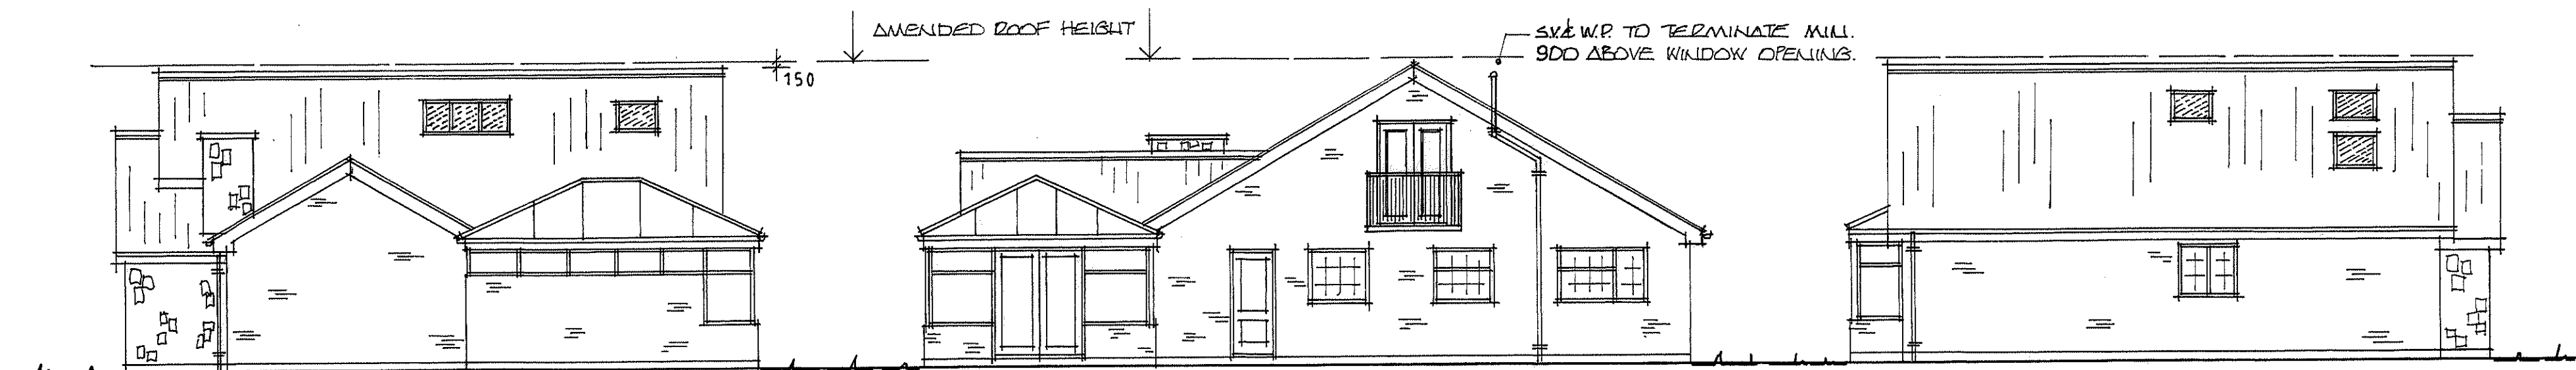 AMENDED ROOF HEIGHT
150
S.V.& W.P. TO TERMINATE MIN.
900 ABOVE WINDOW OPENING.